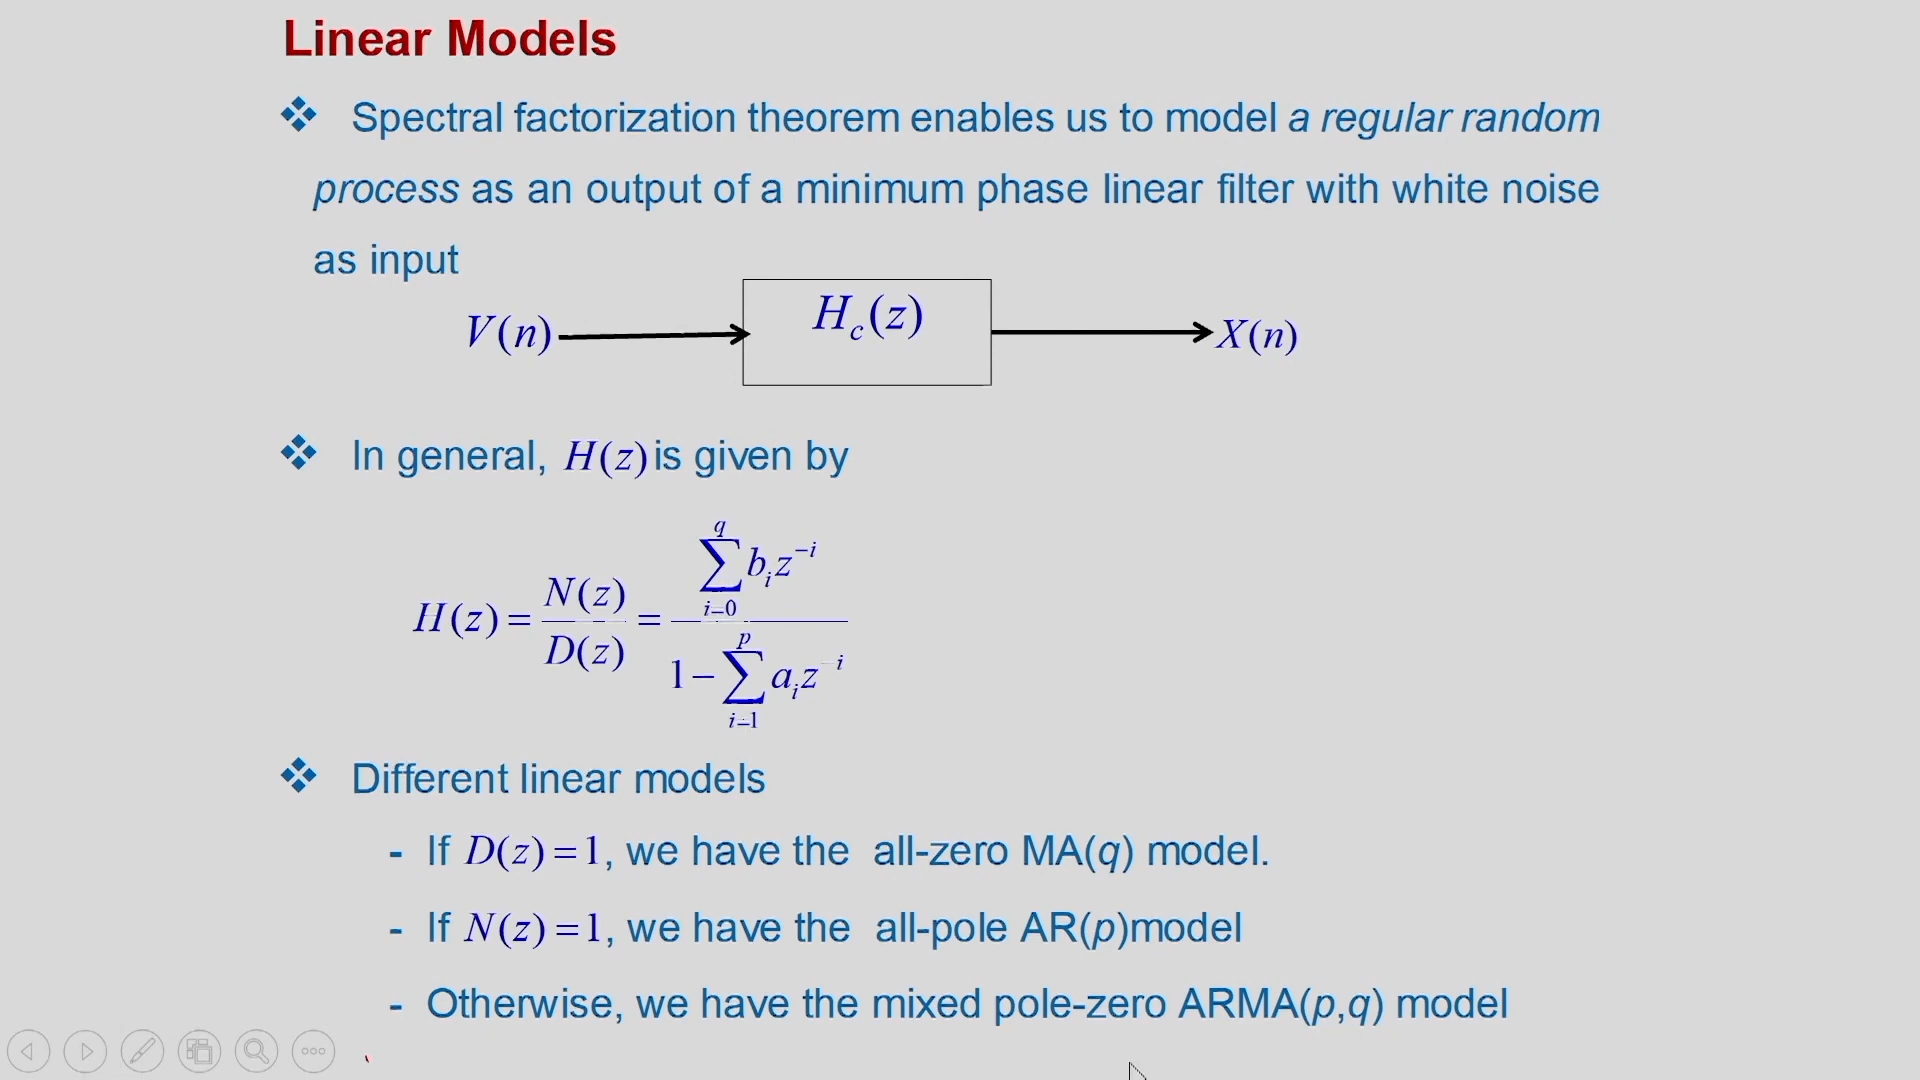 Linear Models
❖ Spectral factorization theorem enables us to model a regular random
process as an output of a minimum phase linear filter with white noise
as input
V(n) H_c(z) X(n)
❖ In general, H(z) is given by
H(z) = N(z)/D(z) = (∑_{i=0}^{q} b_i z^{-i}) / (1 - ∑_{i=1}^{p} a_i z^{-i})
❖ Different linear models
- If D(z) = 1, we have the all-zero MA(q) model.
- If N(z) = 1, we have the all-pole AR(p)model
- Otherwise, we have the mixed pole-zero ARMA(p,q) model